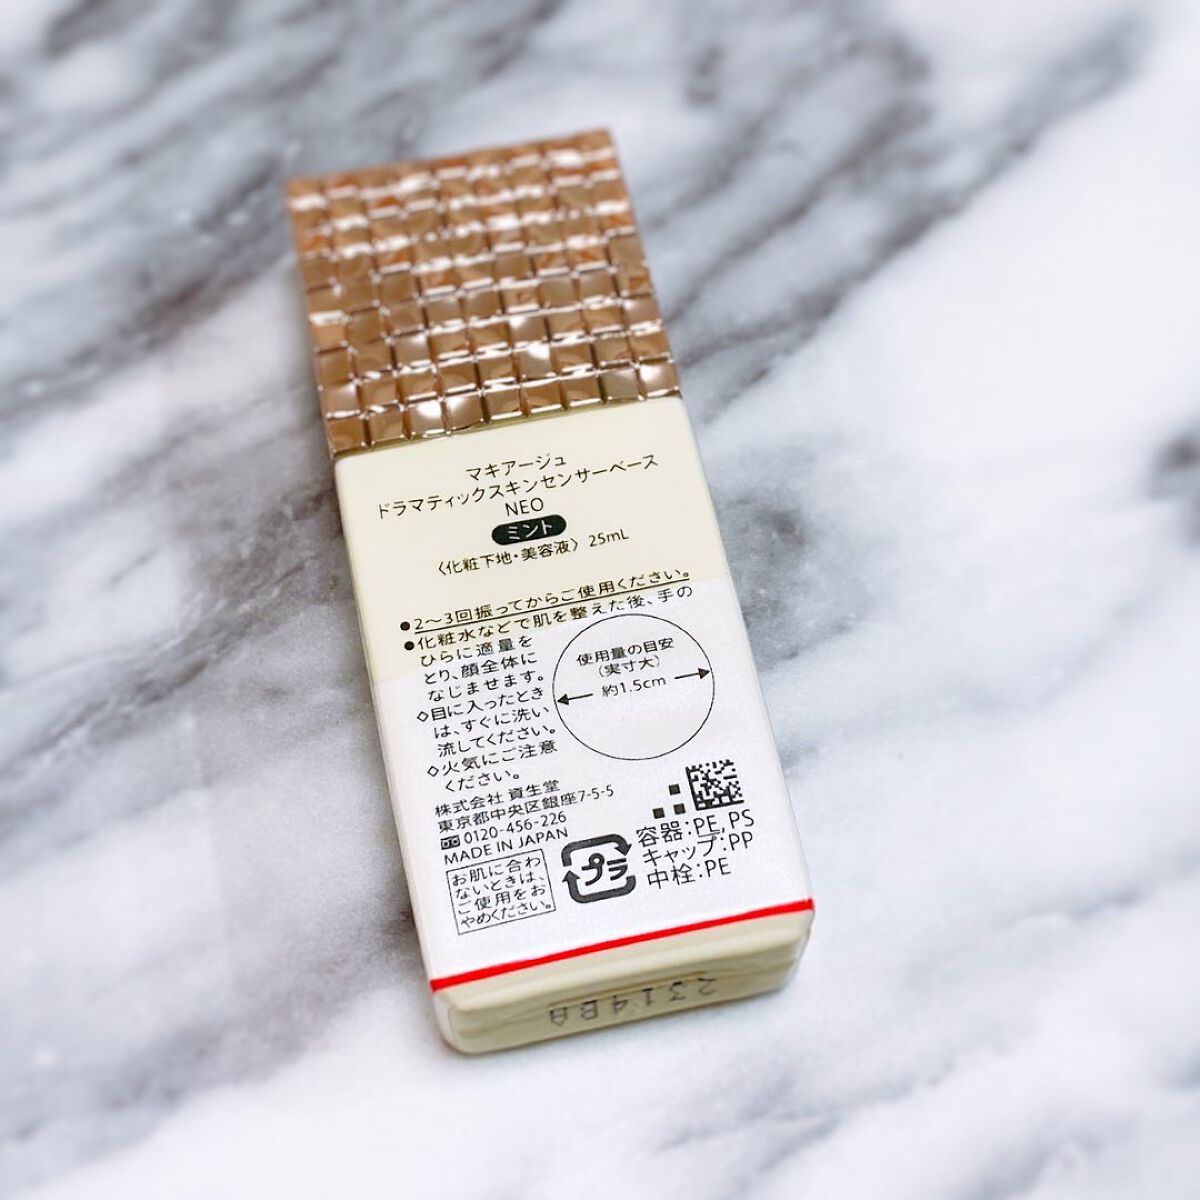 マキアージュ
ドラマティックスキンセンサーベース
NEO
ミント
〈化粧下地・美容液〉 25mL
●2〜3回振ってからご使用ください。
●化粧水などで肌を整えた後、手の
ひらに適量を
とり、顔全体に
なじませます。
◇目に入ったとき
は、すぐに洗い
流してください。
◇火気にご注意
ください。
使用量の目安
(実寸大)
約1.5cm
株式会社 資生堂
東京都中央区銀座7-5-5
0120-456-226
MADE IN JAPAN
お肌に合わ
ないときは、
ご使用をお
やめください。
プラ
容器:PE,PS
キャップ:PP
中栓:PE
2314BA